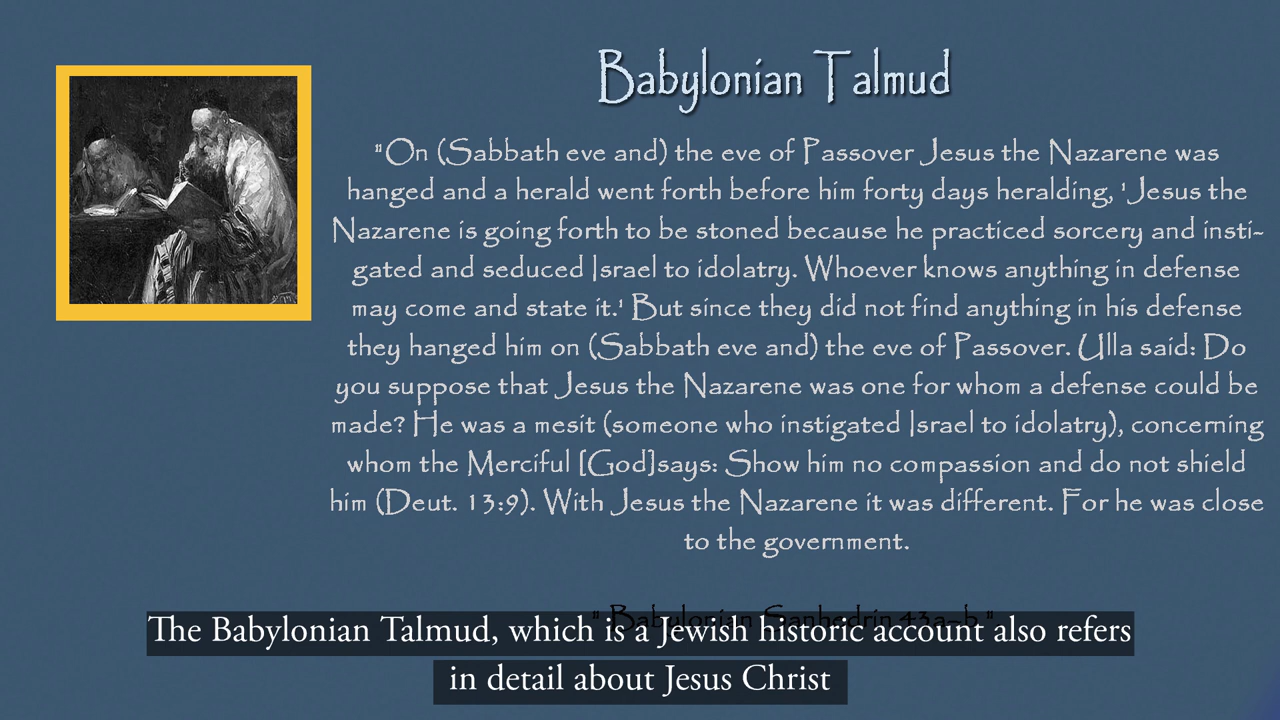 Babylonian Talmud
"On (Sabbath eve and) the eve of Passover Jesus the Nazarene was
hanged and a herald went forth before him forty days heralding, 'Jesus the
Nazarene is going forth to be stoned because he practiced sorcery and insti-
gated and seduced Israel to idolatry. Whoever knows anything in defense
may come and state it.' But since they did not find anything in his defense
they hanged him on (Sabbath eve and) the eve of Passover. Ulla said: Do
you suppose that Jesus the Nazarene was one for whom a defense could be
made? He was a mesit (someone who instigated Israel to idolatry), concerning
whom the Merciful [God]says: Show him no compassion and do not shield
him (Deut. 13:9). With Jesus the Nazarene it was different. For he was close
to the government.
" Babylonian Sanhedrin 43a–b "
The Babylonian Talmud, which is a Jewish historic account also refers
in detail about Jesus Christ